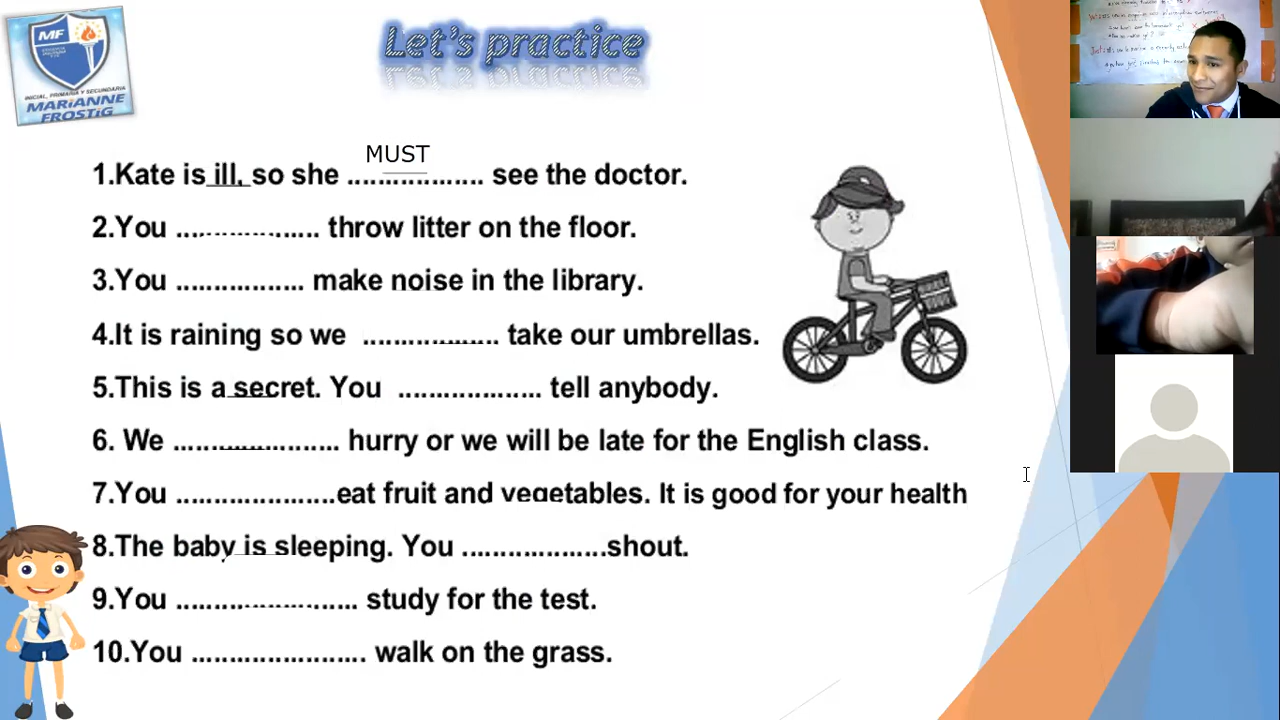 MF
INICIAL, PRIMARIA Y SECUNDARIA
MARIANNE
FROSTIG
Let's practice
MUST
1.Kate is ill, so she .................. see the doctor.
2.You ................... throw litter on the floor.
3.You ................. make noise in the library.
4.It is raining so we .................. take our umbrellas.
5.This is a secret. You ................... tell anybody.
6. We ...................... hurry or we will be late for the English class.
7.You .....................eat fruit and vegetables. It is good for your health
8.The baby is sleeping. You ...................shout.
9.You ........................ study for the test.
10.You ....................... walk on the grass.